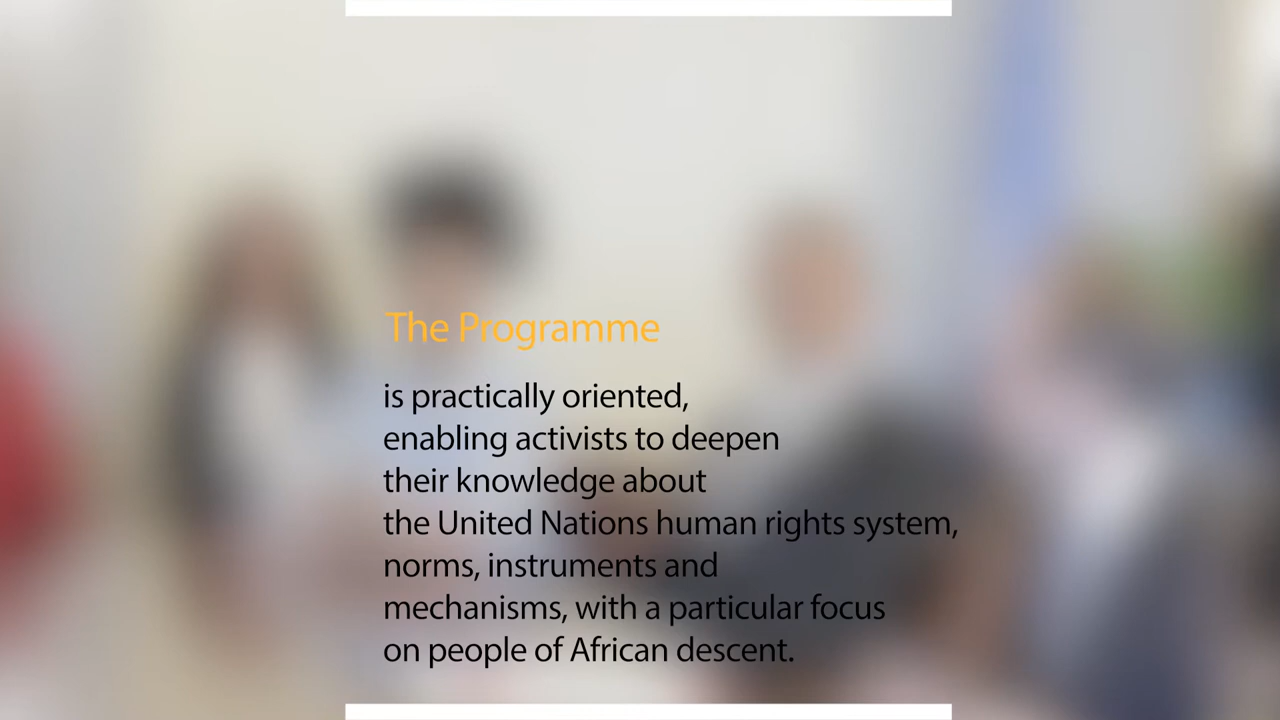 The Programme
is practically oriented,
enabling activists to deepen
their knowledge about
the United Nations human rights system,
norms, instruments and
mechanisms, with a particular focus
on people of African descent.